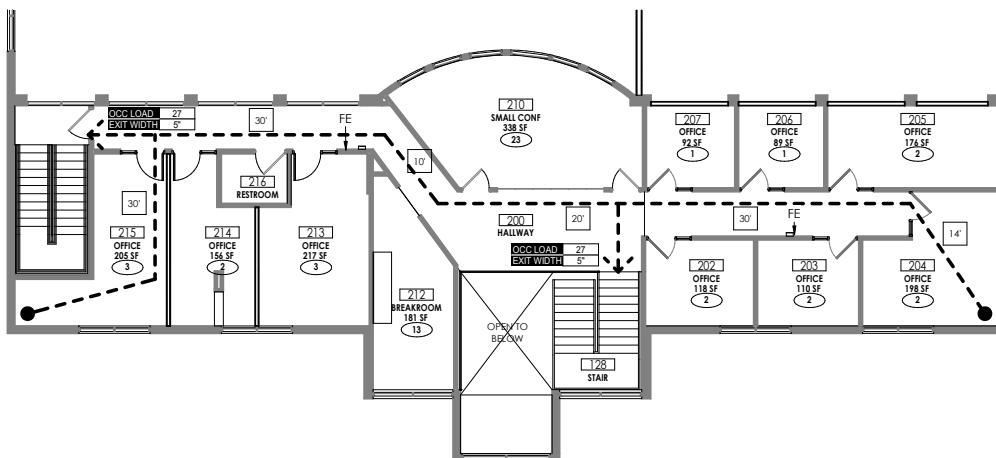 OCC LOAD 27
EXIT WIDTH 5"
30'
FE
210
SMALL CONF
338 SF
23
207
OFFICE
92 SF
1
206
OFFICE
89 SF
1
205
OFFICE
176 SF
2
10'
216
RESTROOM
30'
215
OFFICE
205 SF
3
214
OFFICE
156 SF
2
213
OFFICE
217 SF
3
200
HALLWAY
20'
30'
FE
14'
OCC LOAD 27
EXIT WIDTH 5"
202
OFFICE
118 SF
2
203
OFFICE
110 SF
2
204
OFFICE
198 SF
2
212
BREAKROOM
181 SF
13
OPEN TO
BELOW
128
STAIR